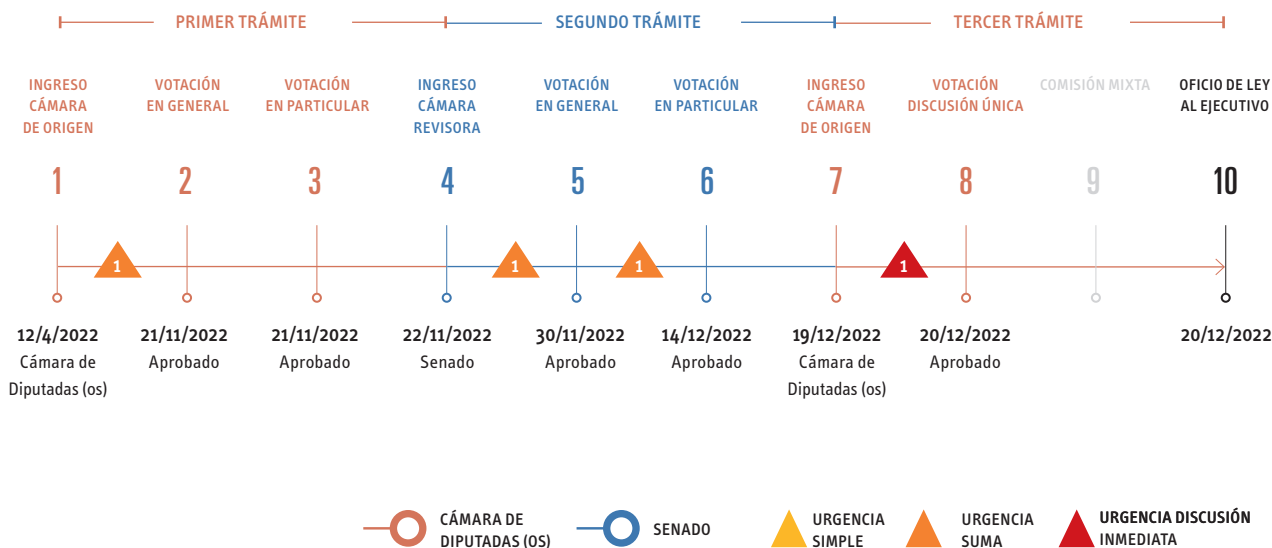 PRIMER TRÁMITE
SEGUNDO TRÁMITE
TERCER TRÁMITE
INGRESO
CÁMARA
DE ORIGEN
VOTACIÓN
EN GENERAL
VOTACIÓN
EN PARTICULAR
INGRESO
CÁMARA
REVISORA
VOTACIÓN
EN GENERAL
VOTACIÓN
EN PARTICULAR
INGRESO
CÁMARA
DE ORIGEN
VOTACIÓN
DISCUSIÓN ÚNICA
COMISIÓN MIXTA
OFICIO DE LEY
AL EJECUTIVO
1
2
3
4
5
6
7
8
9
10
1
1
1
1
12/4/2022
Cámara de
Diputadas (os)
21/11/2022
Aprobado
21/11/2022
Aprobado
22/11/2022
Senado
30/11/2022
Aprobado
14/12/2022
Aprobado
19/12/2022
Cámara de
Diputadas (os)
20/12/2022
Aprobado
20/12/2022
CÁMARA DE
DIPUTADAS (OS)
SENADO
URGENCIA
SIMPLE
URGENCIA
SUMA
URGENCIA DISCUSIÓN
INMEDIATA